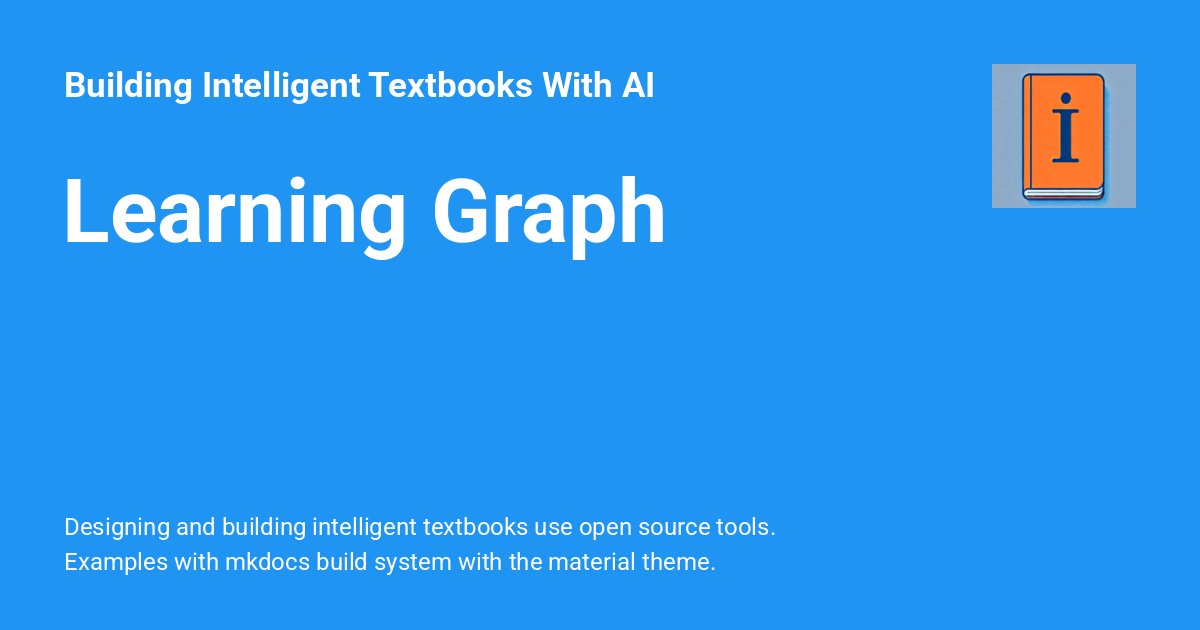 Building Intelligent Textbooks With AI
Learning Graph
i
Designing and building intelligent textbooks use open source tools.
Examples with mkdocs build system with the material theme.